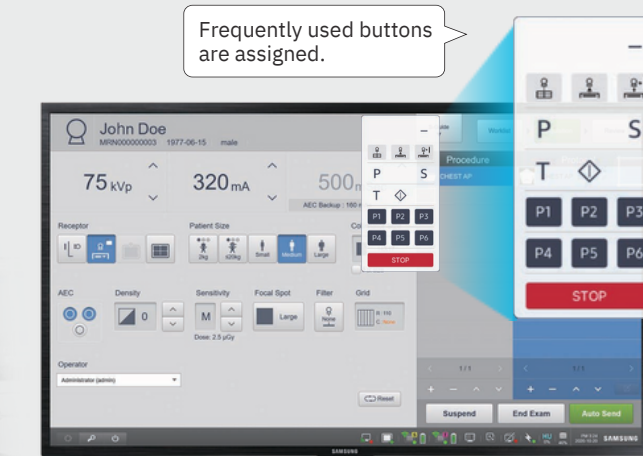 Frequently used buttons
are assigned.
John Doe
MRN000000003 1977-06-15 male
75 kVp
320 mA
500
AEC Backup : 160
Receptor
Patient Size
2kg
≤20kg
Small
Medium
Large
AEC
Density
Sensitivity
Focal Spot
Filter
Grid
0
M
Large
None
Dose: 2.5 μGy
Operator
Administrator (admin)
Reset
P S
T
P1 P2 P3
P4 P5 P6
STOP
Procedure
CHEST AP
1/1
1/1
Suspend
End Exam
Auto Send
SAMSUNG
SAMSUNG
P S
T
P1 P2 P3
P4 P5 P6
STOP